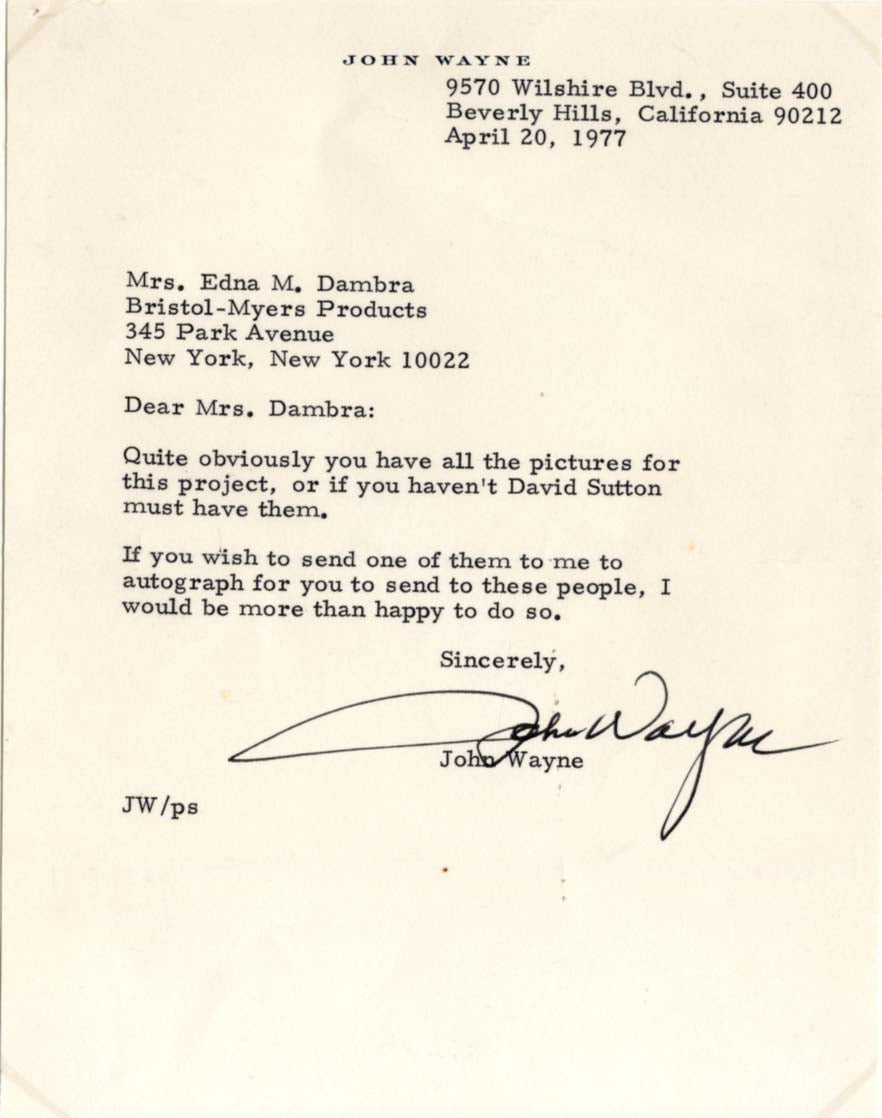 JOHN WAYNE
9570 Wilshire Blvd., Suite 400
Beverly Hills, California 90212
April 20, 1977
Mrs. Edna M. Dambra
Bristol-Myers Products
345 Park Avenue
New York, New York 10022
Dear Mrs. Dambra:
Quite obviously you have all the pictures for
this project, or if you haven't David Sutton
must have them.
If you wish to send one of them to me to
autograph for you to send to these people, I
would be more than happy to do so.
Sincerely,
John Wayne
John Wayne
JW/ps